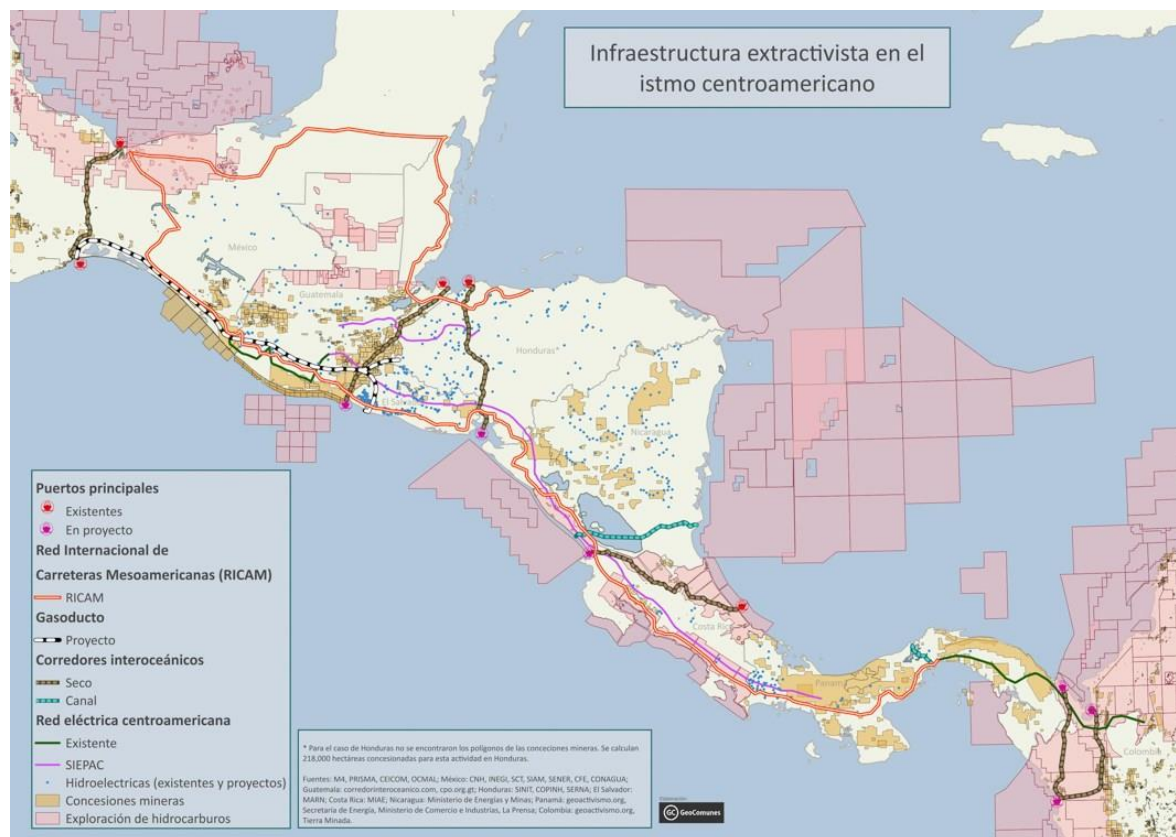 Infraestructura extractivista en el
istmo centroamericano
México
Guatemala
Honduras*
El Salvador
Nicaragua
Costa Rica
Panamá
Colombia
Puertos principales
Existentes
En proyecto
Red Internacional de
Carreteras Mesoamericanas (RICAM)
RICAM
Gasoducto
Proyecto
Corredores interoceánicos
Seco
Canal
Red eléctrica centroamericana
Existente
SIEPAC
Hidroelectricas (existentes y proyectos)
Concesiones mineras
Exploración de hidrocarburos
* Para el caso de Honduras no se encontraron los polígonos de las conceciones mineras. Se calculan
218,000 hectáreas concesionadas para esta actividad en Honduras.
Fuentes: M4, PRISMA, CEICOM, OCMAL; México: CNH, INEGI, SCT, SIAM, SENER, CFE, CONAGUA;
Guatemala: corredorinteroceanico.com, cpo.org.gt; Honduras: SINIT, COPINH, SERNA; El Salvador:
MARN; Costa Rica: MIAE; Nicaragua: Ministerio de Energías y Minas; Panamá: geoactivismo.org,
Secretaría de Energía, Ministerio de Comercio e Industrias, La Prensa; Colombia: geoactivismo.org,
Tierra Minada.
GC GeoComunes